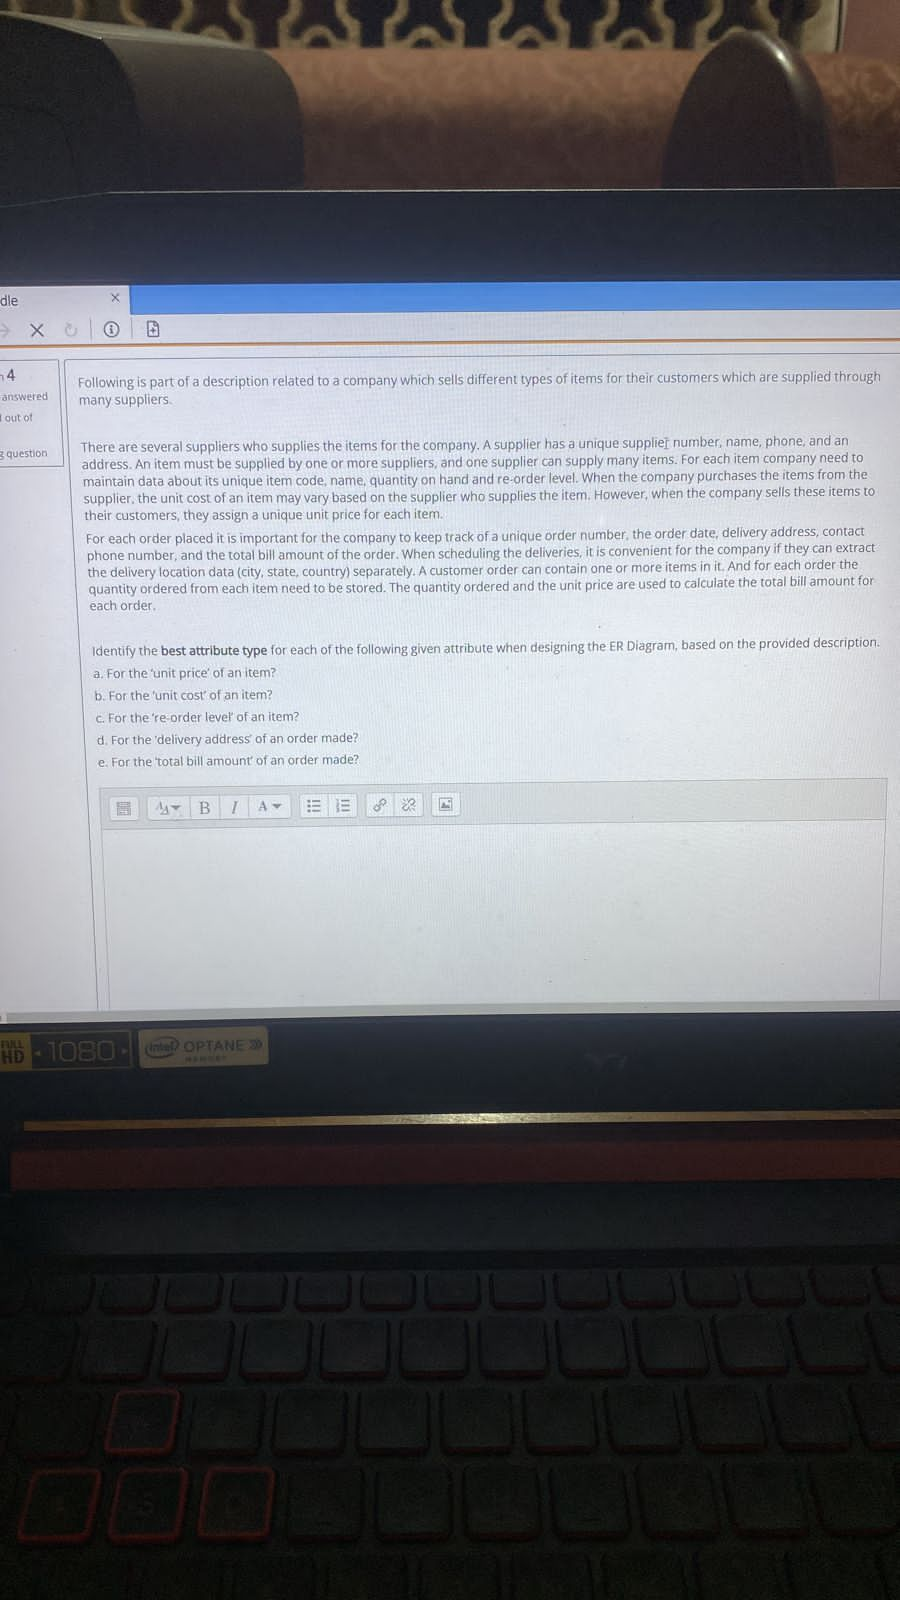 dle
4
answered
out of
question
Following is part of a description related to a company which sells different types of items for their customers which are supplied through
many suppliers.
There are several suppliers who supplies the items for the company. A supplier has a unique supplier number, name, phone, and an
address. An item must be supplied by one or more suppliers, and one supplier can supply many items. For each item company need to
maintain data about its unique item code, name, quantity on hand and re-order level. When the company purchases the items from the
supplier, the unit cost of an item may vary based on the supplier who supplies the item. However, when the company sells these items to
their customers, they assign a unique unit price for each item.
For each order placed it is important for the company to keep track of a unique order number, the order date, delivery address, contact
phone number, and the total bill amount of the order. When scheduling the deliveries, it is convenient for the company if they can extract
the delivery location data (city, state, country) separately. A customer order can contain one or more items in it. And for each order the
quantity ordered from each item need to be stored. The quantity ordered and the unit price are used to calculate the total bill amount for
each order.
Identify the best attribute type for each of the following given attribute when designing the ER Diagram, based on the provided description.
a. For the 'unit price' of an item?
b. For the 'unit cost' of an item?
c. For the 're-order level' of an item?
d. For the 'delivery address' of an order made?
e. For the 'total bill amount' of an order made?
B I A
FULL HD 1080
intel OPTANE
MEMORY